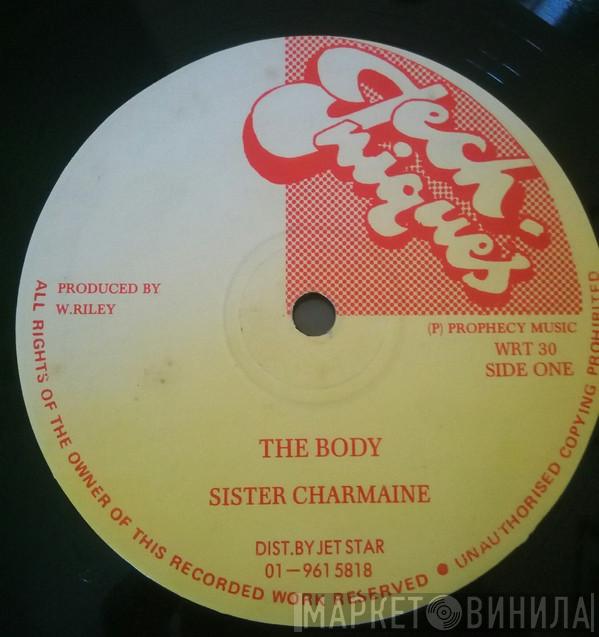 Tech-
niques
PRODUCED BY
W.RILEY
(P) PROPHECY MUSIC
WRT 30
SIDE ONE
THE BODY
SISTER CHARMAINE
DIST.BY JET STAR
01-961 5818
ALL RIGHTS OF THE OWNER OF THIS RECORDED WORK RESERVED ● UNAUTHORISED COPYING PROHIBITED
МАРКЕТ ВИНИЛА